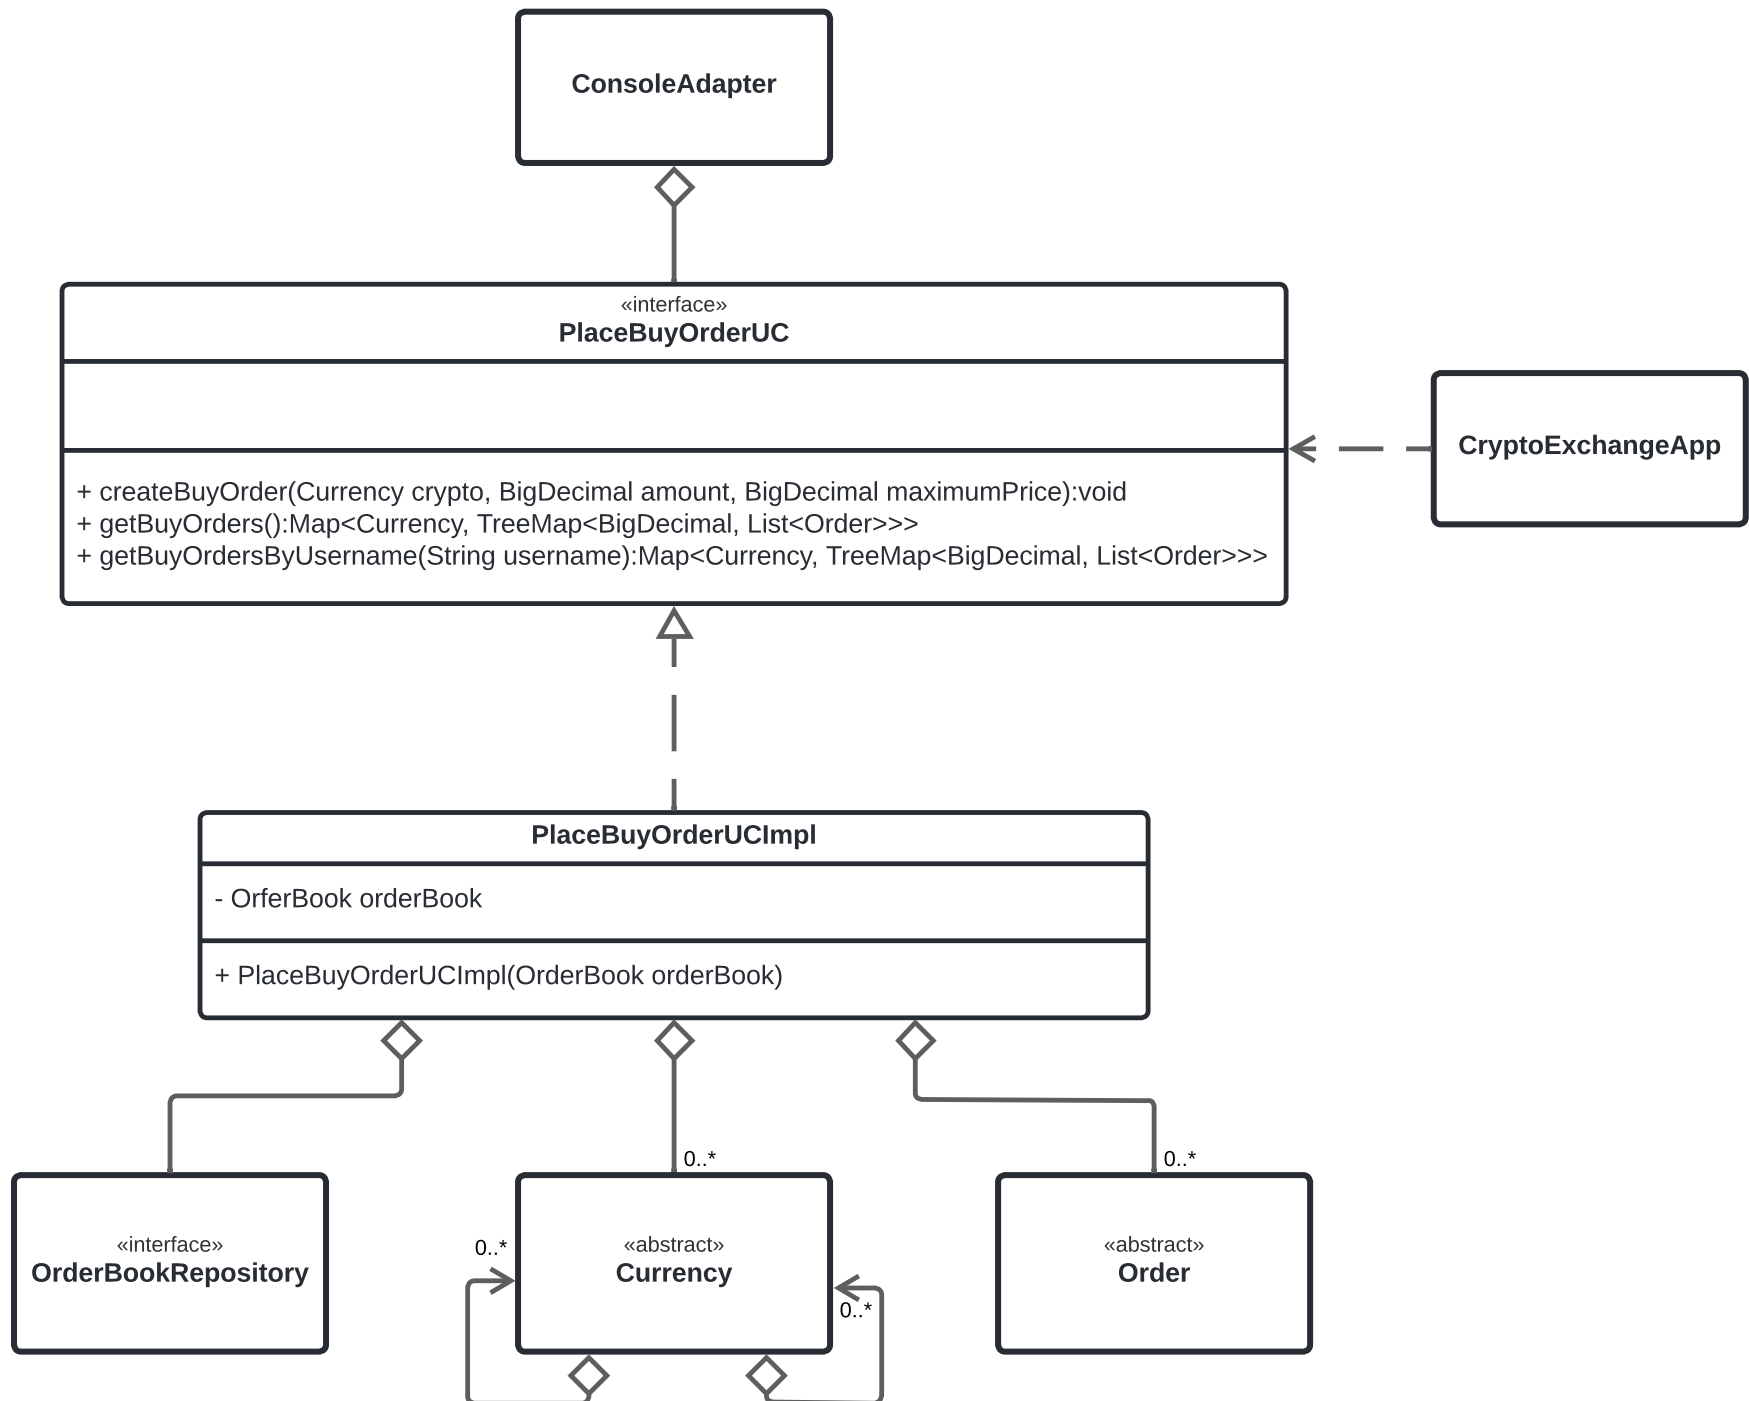 ConsoleAdapter
«interface»
PlaceBuyOrderUC
+ createBuyOrder(Currency crypto, BigDecimal amount, BigDecimal maximumPrice):void
+ getBuyOrders():Map<Currency, TreeMap<BigDecimal, List<Order>>>
+ getBuyOrdersByUsername(String username):Map<Currency, TreeMap<BigDecimal, List<Order>>>
CryptoExchangeApp
PlaceBuyOrderUCImpl
- OrferBook orderBook
+ PlaceBuyOrderUCImpl(OrderBook orderBook)
0..*
0..*
«interface»
OrderBookRepository
0..*
«abstract»
Currency
0..*
«abstract»
Order